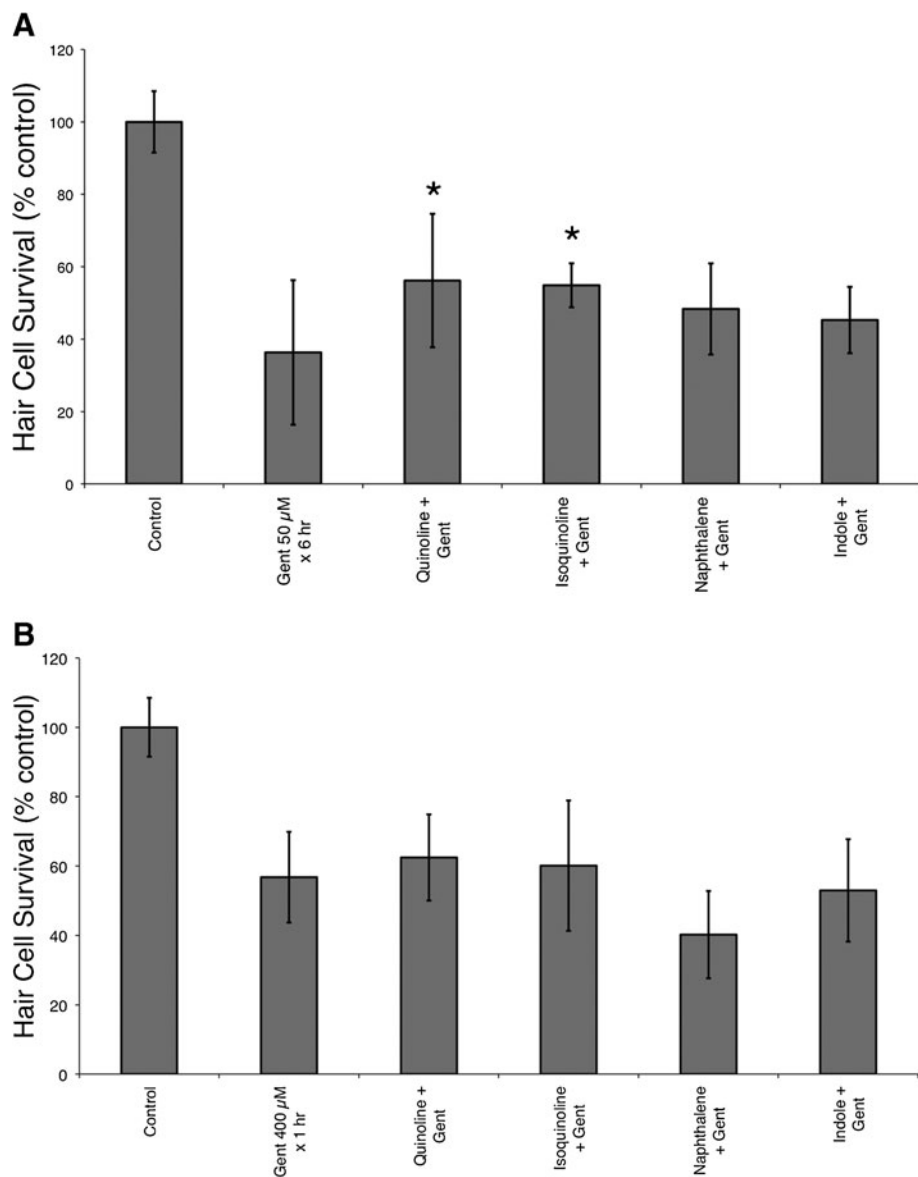 A
Hair Cell Survival (% control)
120
100
80
60
40
20
0
*
*
Control
Gent 50 µM
x 6 hr
Quinoline +
Gent
Isoquinoline
+ Gent
Naphthalene
+ Gent
Indole +
Gent
B
Hair Cell Survival (% control)
120
100
80
60
40
20
0
Control
Gent 400 µM
x 1 hr
Quinoline +
Gent
Isoquinoline
+ Gent
Naphthalene
+ Gent
Indole +
Gent